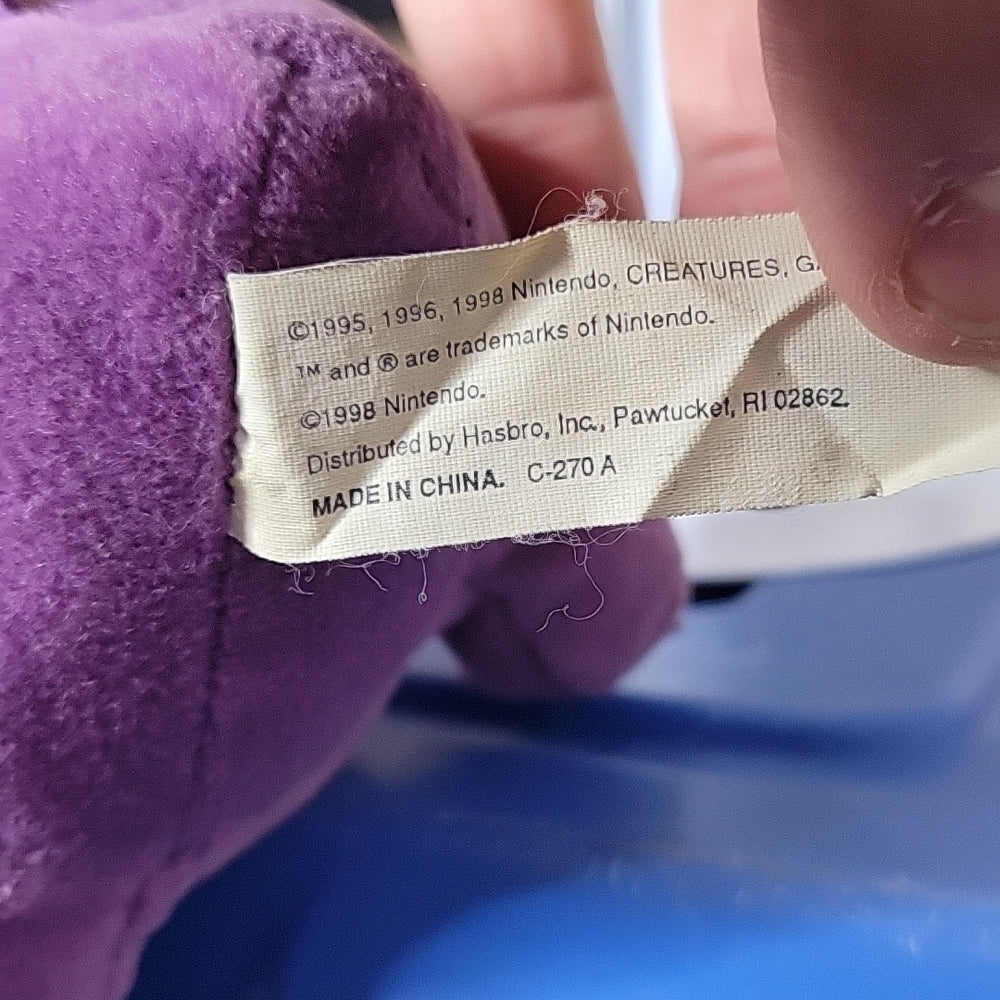 ©1995, 1996, 1998 Nintendo, CREATURES, G
™ and ® are trademarks of Nintendo.
©1998 Nintendo.
Distributed by Hasbro, Inc., Pawtucket, RI 02862.
MADE IN CHINA. C-270 A